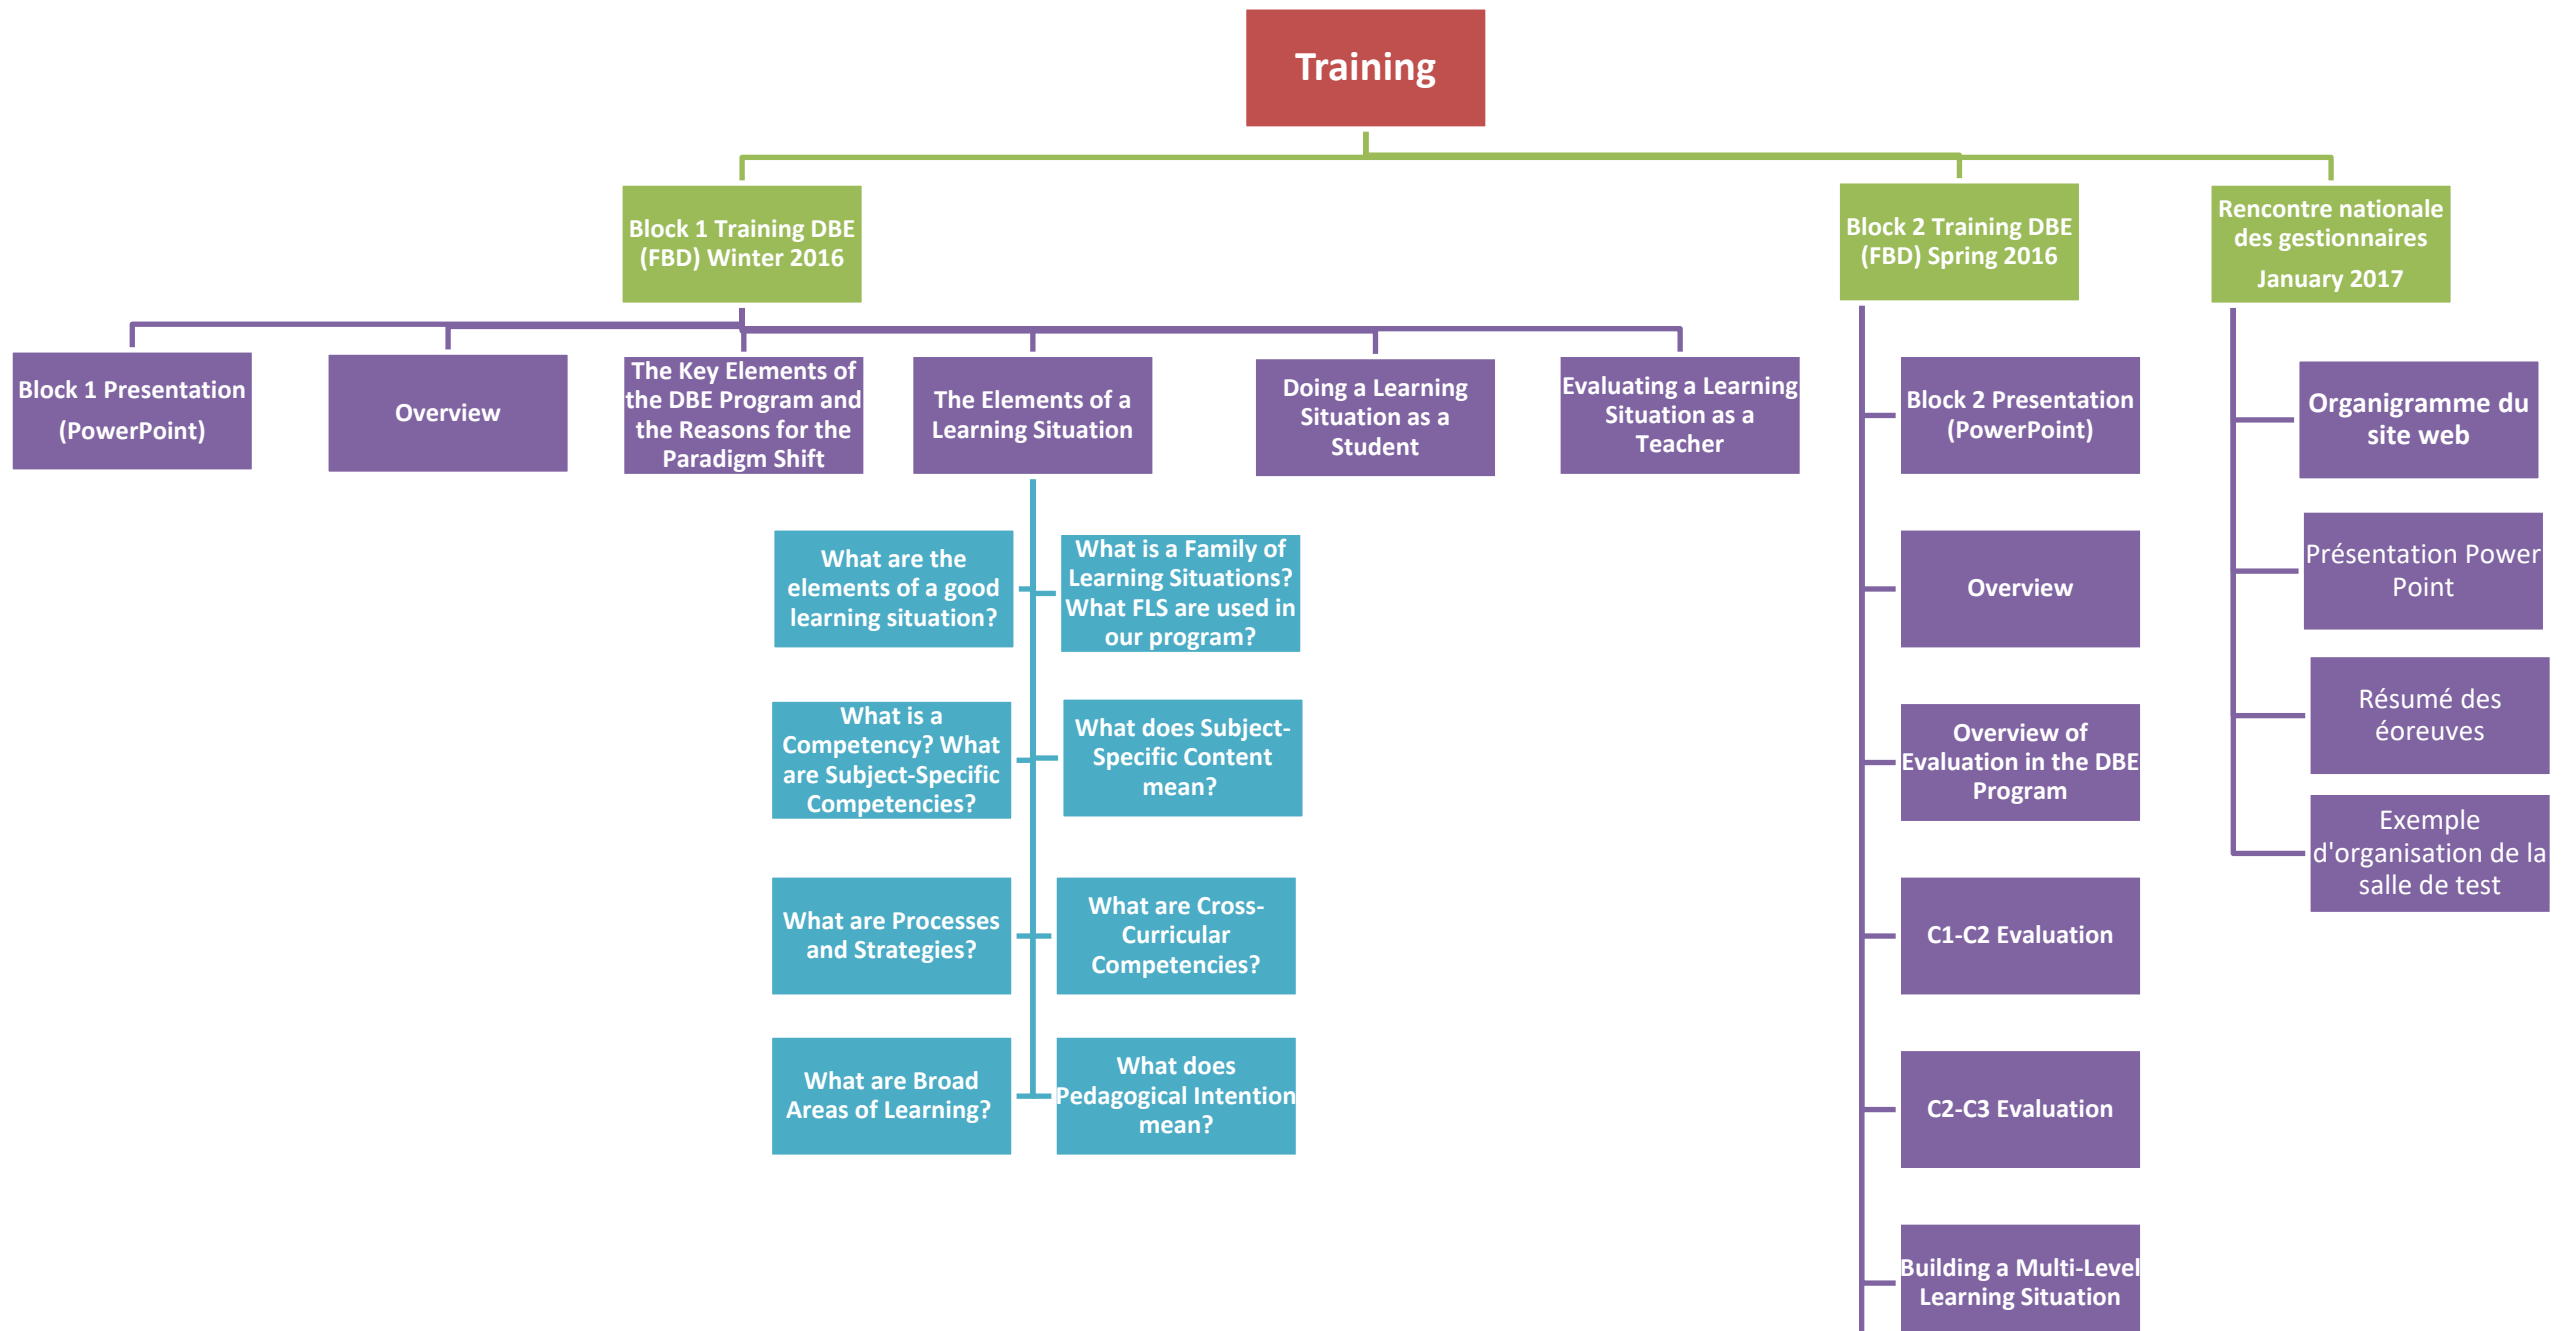 Training
Block 1 Training DBE
(FBD) Winter 2016
Block 2 Training DBE
(FBD) Spring 2016
Rencontre nationale
des gestionnaires
January 2017
Block 1 Presentation
(PowerPoint)
Overview
The Key Elements of
the DBE Program and
the Reasons for the
Paradigm Shift
The Elements of a
Learning Situation
Doing a Learning
Situation as a
Student
Evaluating a Learning
Situation as a
Teacher
What are the
elements of a good
learning situation?
What is a Family of
Learning Situations?
What FLS are used in
our program?
What is a
Competency? What
are Subject-Specific
Competencies?
What does Subject-
Specific Content
mean?
What are Processes
and Strategies?
What are Cross-
Curricular
Competencies?
What are Broad
Areas of Learning?
What does
Pedagogical Intention
mean?
Block 2 Presentation
(PowerPoint)
Overview
Overview of
Evaluation in the DBE
Program
C1-C2 Evaluation
C2-C3 Evaluation
Building a Multi-Level
Learning Situation
Organigramme du
site web
Présentation Power
Point
Résumé des
éoreuves
Exemple
d'organisation de la
salle de test